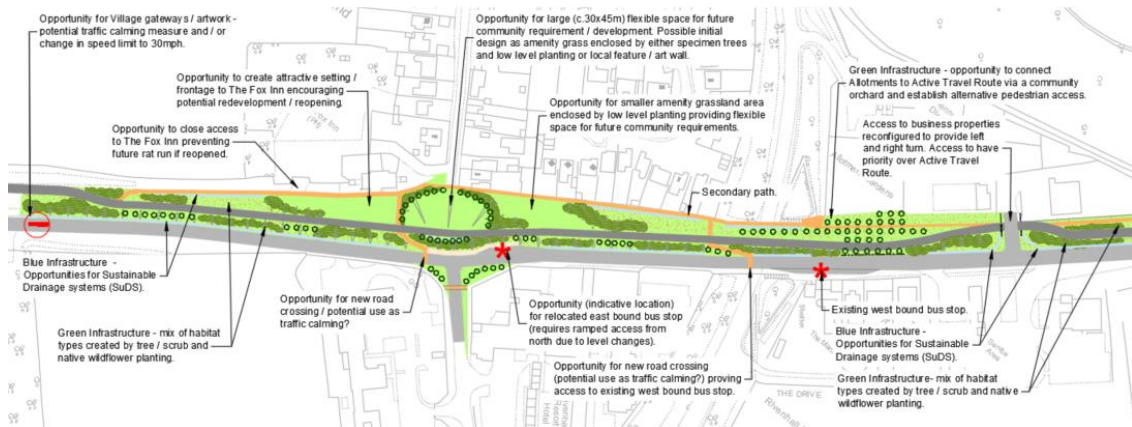 Opportunity for Village gateways / artwork -
potential traffic calming measure and / or
change in speed limit to 30mph.
Opportunity to create attractive setting /
frontage to The Fox Inn encouraging
potential redevelopment / reopening.
Opportunity to close access
to The Fox Inn preventing
future rat run if reopened.
Opportunity for large (c.30x45m) flexible space for future
community requirement / development. Possible initial
design as amenity grass enclosed by either specimen trees
and low level planting or local feature / art wall.
Opportunity for smaller amenity grassland area
enclosed by low level planting providing flexible
space for future community requirements.
Green Infrastructure - opportunity to connect
Allotments to Active Travel Route via a community
orchard and establish alternative pedestrian access.
Access to business properties
reconfigured to provide left
and right turn. Access to have
priority over Active Travel
Route.
Secondary path.
Blue Infrastructure -
Opportunities for Sustainable
Drainage systems (SuDS).
Green Infrastructure - mix of habitat
types created by tree / scrub and
native wildflower planting.
Opportunity for new road
crossing / potential use as
traffic calming?
Opportunity (indicative location)
for relocated east bound bus stop
(requires ramped access from
north due to level changes).
Opportunity for new road crossing
(potential use as traffic calming?) proving
access to existing west bound bus stop.
Existing west bound bus stop.
Blue Infrastructure -
Opportunities for Sustainable
Drainage systems (SuDS).
Green Infrastructure- mix of habitat
types created by tree / scrub and native
wildflower planting.
THE DRIVE
Rivenhall
Hotel